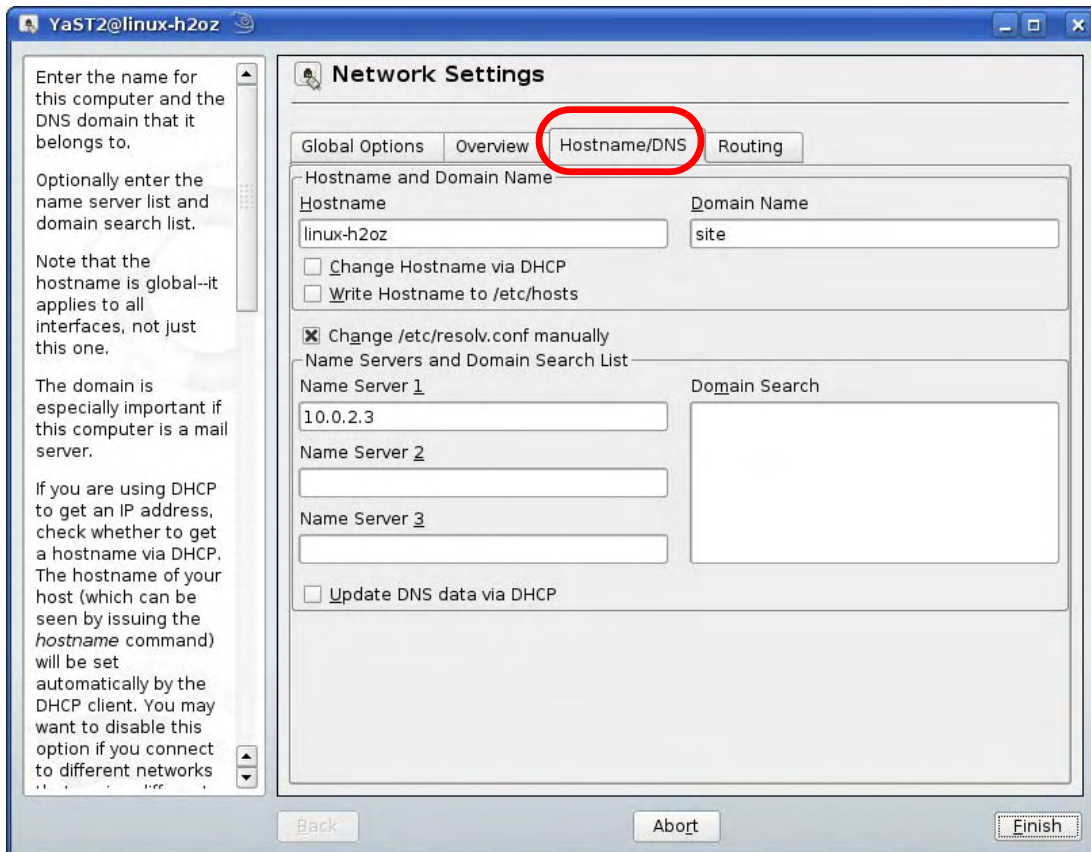 YaST2@linux-h2oz
Enter the name for
this computer and the
DNS domain that it
belongs to.
Optionally enter the
name server list and
domain search list.
Note that the
hostname is global--it
applies to all
interfaces, not just
this one.
The domain is
especially important if
this computer is a mail
server.
If you are using DHCP
to get an IP address,
check whether to get
a hostname via DHCP.
The hostname of your
host (which can be
seen by issuing the
hostname command)
will be set
automatically by the
DHCP client. You may
want to disable this
option if you connect
to different networks
Network Settings
Global Options Overview Hostname/DNS Routing
Hostname and Domain Name
Hostname Domain Name
linux-h2oz site
Change Hostname via DHCP
Write Hostname to /etc/hosts
Change /etc/resolv.conf manually
Name Servers and Domain Search List
Name Server 1 Domain Search
10.0.2.3
Name Server 2
Name Server 3
Update DNS data via DHCP
Back Abort Finish